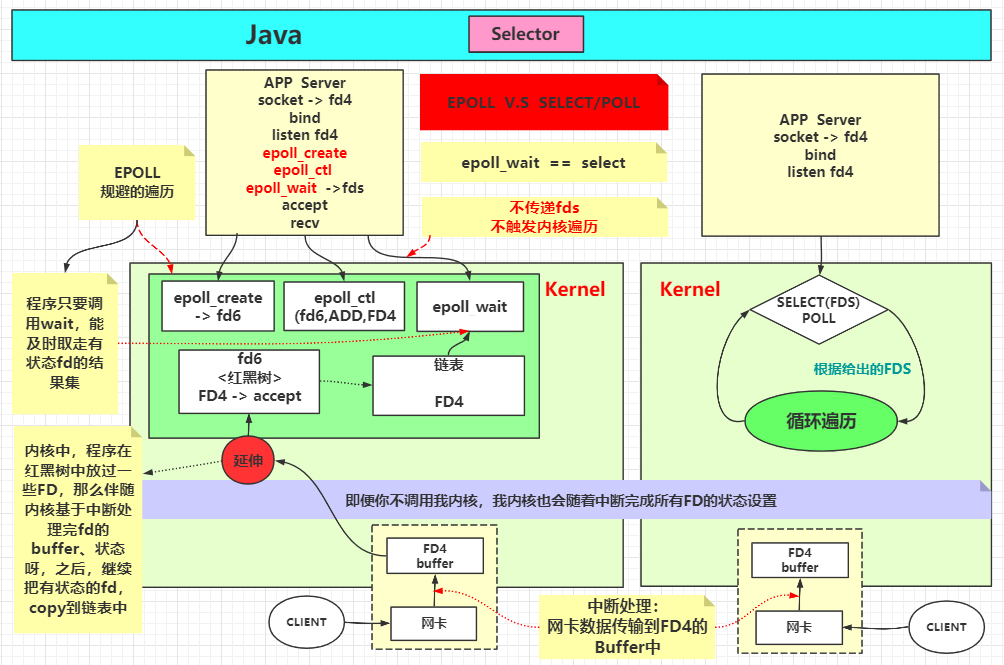 Java
Selector
APP Server
socket -> fd4
bind
listen fd4
epoll_create
epoll_ctl
epoll_wait ->fds
accept
recv
EPOLL V.S SELECT/POLL
epoll_wait == select
不传递fds
不触发内核遍历
APP Server
socket -> fd4
bind
listen fd4
EPOLL
规避的遍历
程序只要调
用wait，能
及时取走有
状态fd的结
果集
Kernel
epoll_create
-> fd6
epoll_ctl
(fd6,ADD,FD4
epoll_wait
fd6
<红黑树>
FD4 -> accept
链表
FD4
Kernel
SELECT(FDS)
POLL
根据给出的FDS
循环遍历
延伸
内核中，程序在
红黑树中放过一
些FD，那么伴随
内核基于中断处
理完fd的
buffer、状态
呀，之后，继续
把有状态的fd，
copy到链表中
即便你不调用我内核，我内核也会随着中断完成所有FD的状态设置
FD4
buffer
网卡
CLIENT
中断处理：
网卡数据传输到FD4的
Buffer中
FD4
buffer
网卡
CLIENT